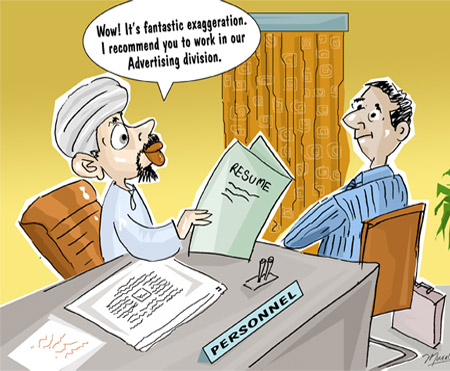 Wow! It's fantastic exaggeration.
I recommend you to work in our
Advertising division.
RESUME
PERSONNEL